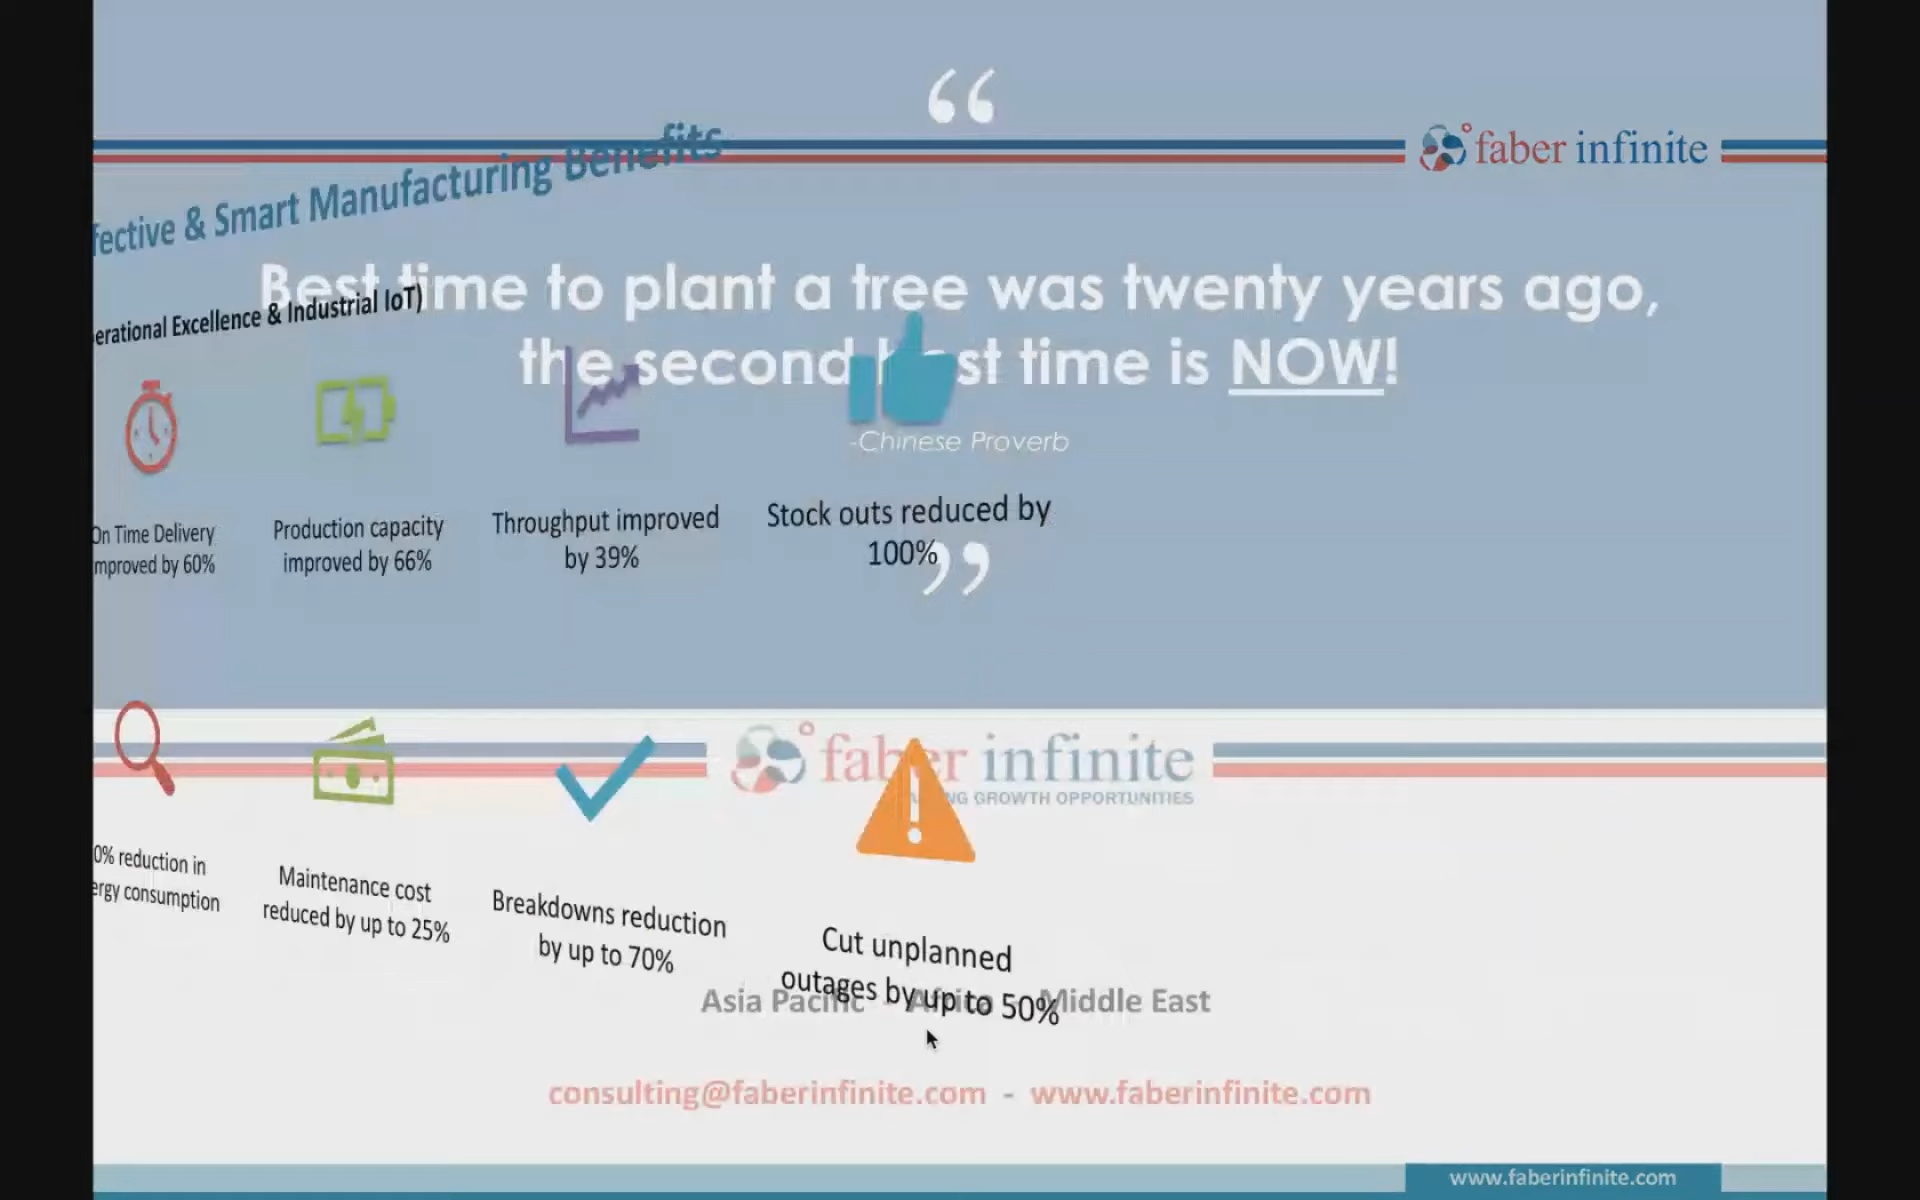 “
faber infinite
fective & Smart Manufacturing Benefits
Best time to plant a tree was twenty years ago,
erational Excellence & Industrial IoT)
the second best time is NOW!
-Chinese Proverb
On Time Delivery
mproved by 60%
Production capacity
improved by 66%
Throughput improved
by 39%
Stock outs reduced by
100%
”
faber infinite
NG GROWTH OPPORTUNITIES
0% reduction in
ergy consumption
Maintenance cost
reduced by up to 25%
Breakdowns reduction
by up to 70%
Cut unplanned
outages by up to 50%
Asia Pacific - Africa - Middle East
consulting@faberinfinite.com - www.faberinfinite.com
www.faberinfinite.com